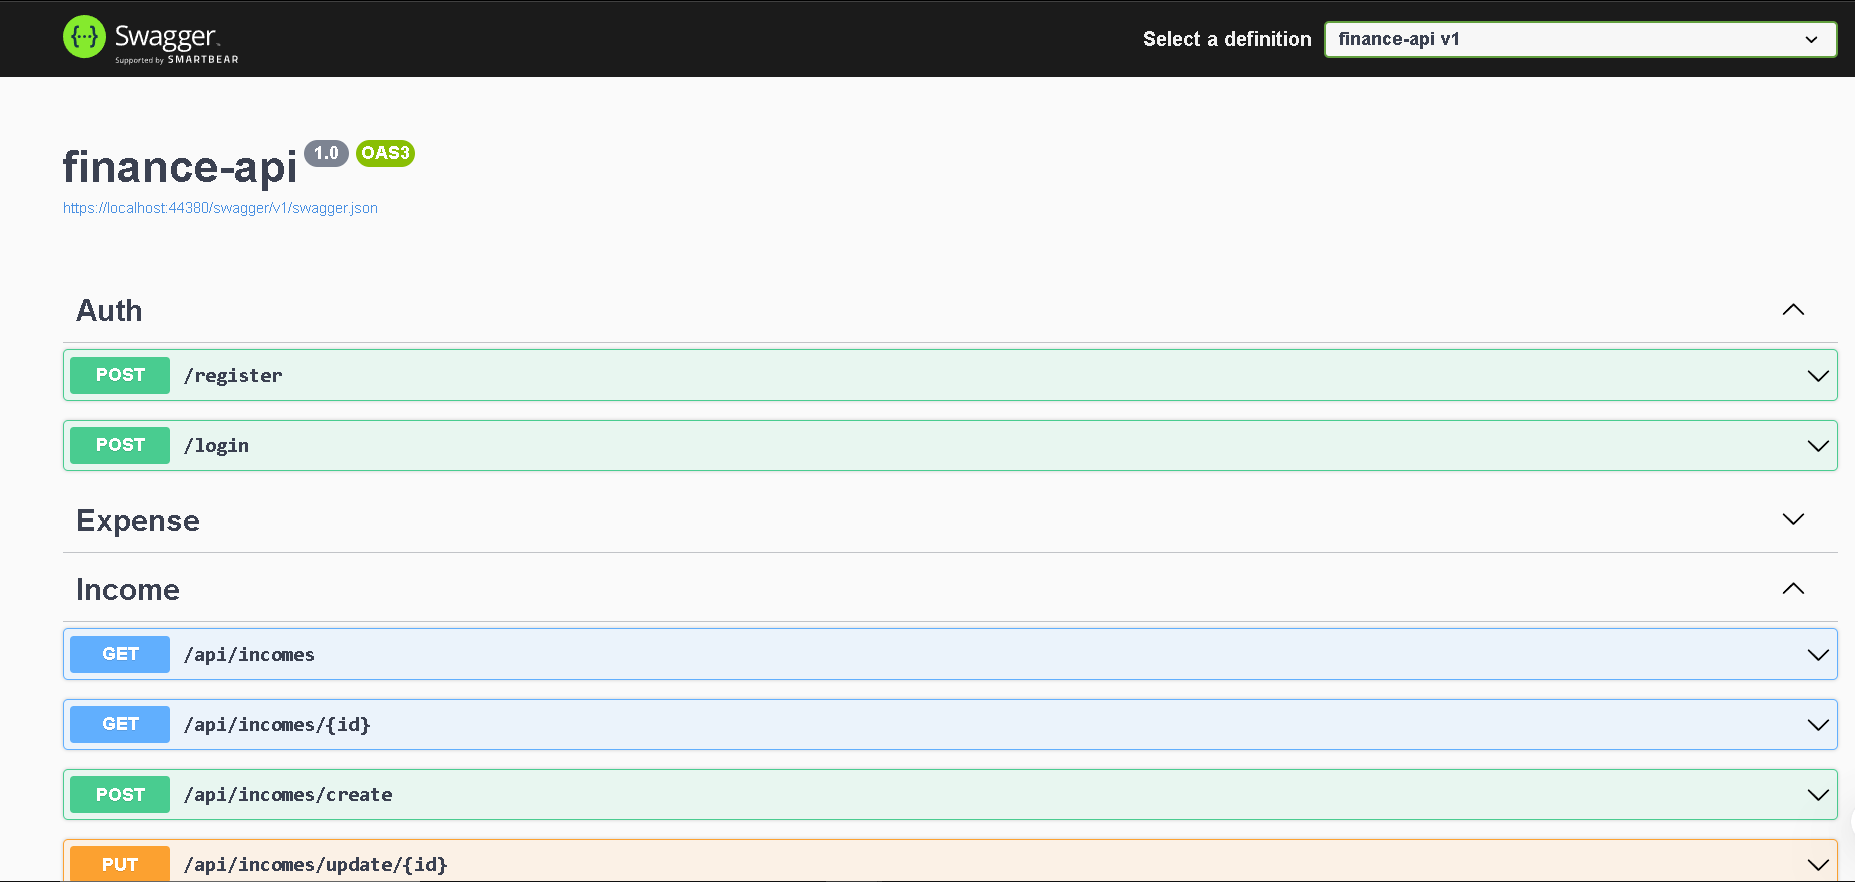 Swagger
Supported by SMARTBEAR
Select a definition
finance-api v1
finance-api 1.0 OAS3
https://localhost:44380/swagger/v1/swagger.json
Auth
POST /register
POST /login
Expense
Income
GET /api/incomes
GET /api/incomes/{id}
POST /api/incomes/create
PUT /api/incomes/update/{id}